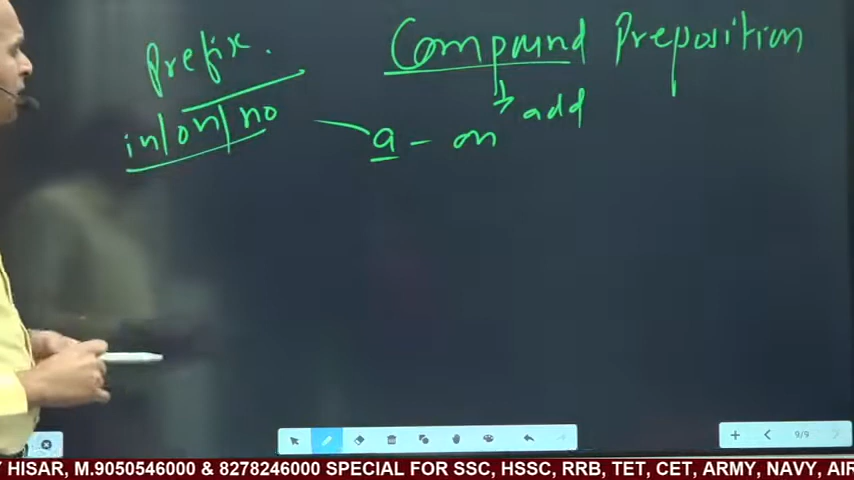 Prefix.
Compound Preposition
in/on/no
add
a - on
9/9
Y HISAR, M.9050546000 & 8278246000 SPECIAL FOR SSC, HSSC, RRB, TET, CET, ARMY, NAVY, AIR